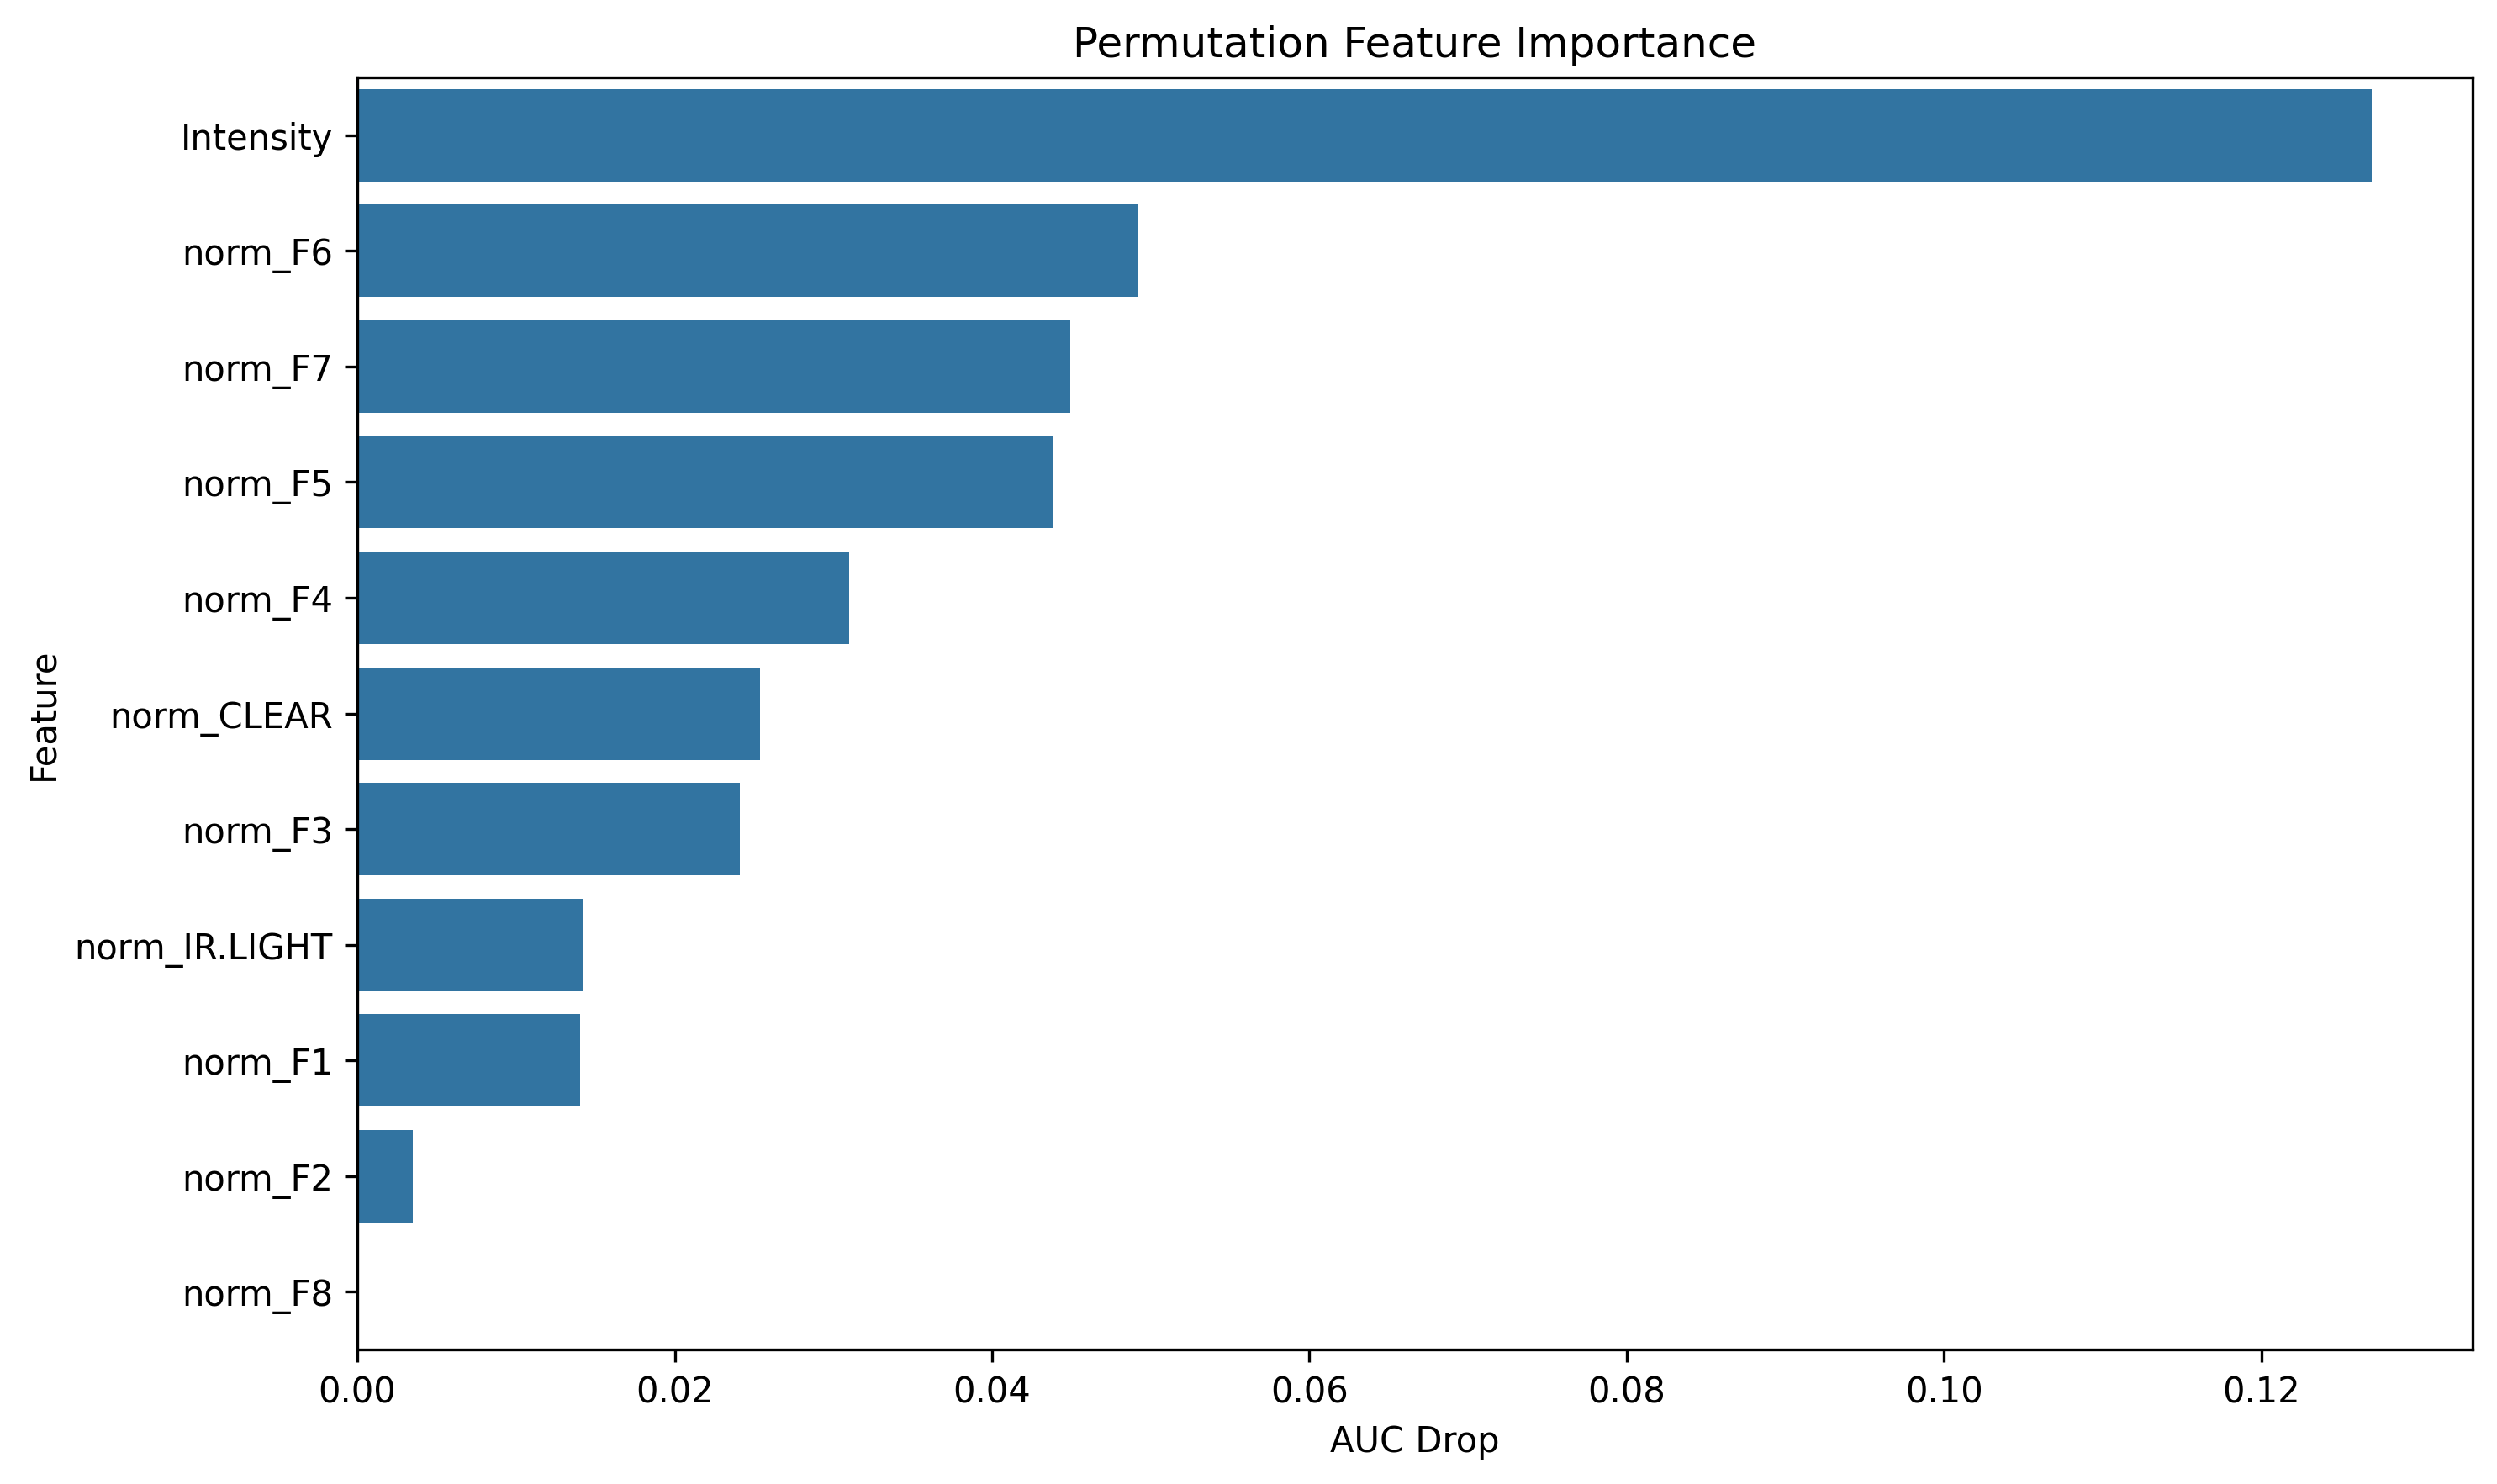 Permutation Feature Importance
Intensity
norm_F6
norm_F7
norm_F5
norm_F4
norm_CLEAR
norm_F3
norm_IR.LIGHT
norm_F1
norm_F2
norm_F8
Feature
0.00 0.02 0.04 0.06 0.08 0.10 0.12
AUC Drop